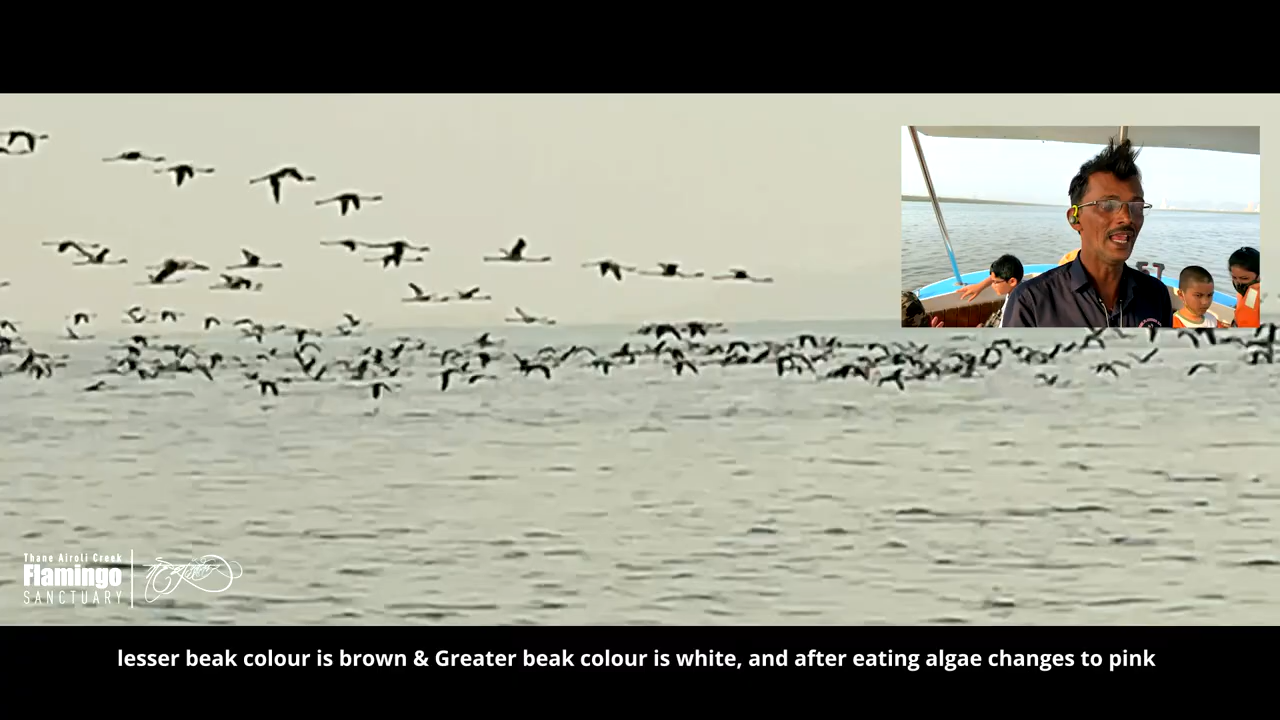 Thane Airoli Creek
Flamingo
SANCTUARY
lesser beak colour is brown & Greater beak colour is white, and after eating algae changes to pink